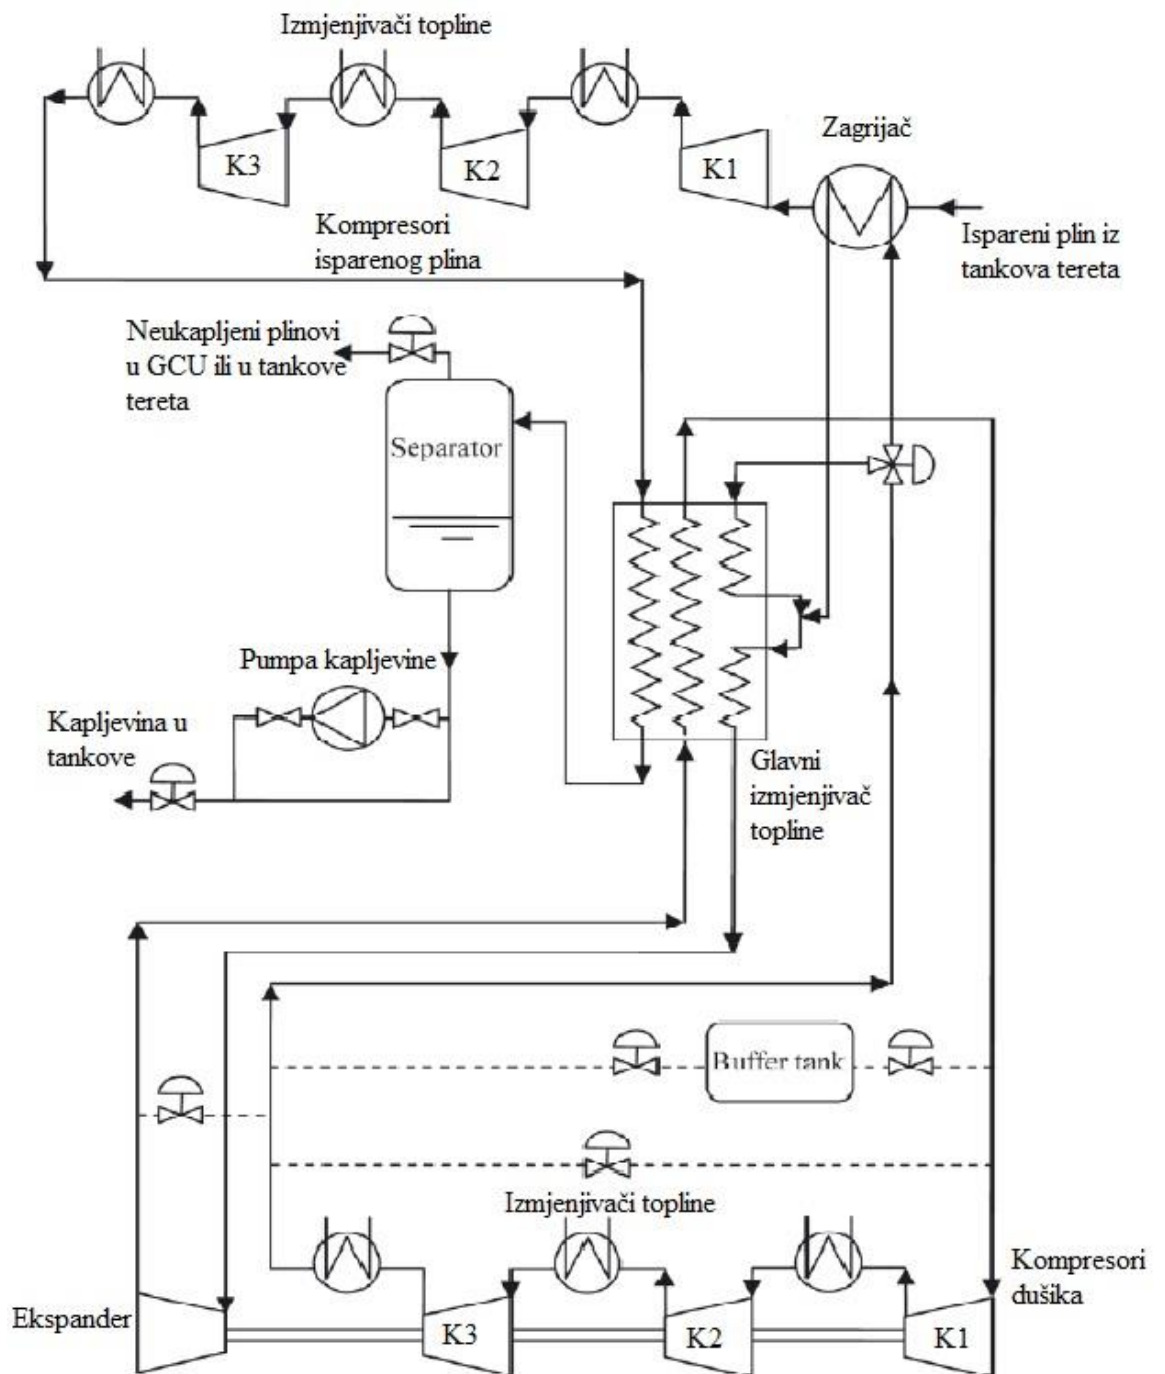 Izmjenjivači topline
Zagrijač
K3
K2
K1
Kompresori
isparenog plina
Ispareni plin iz
tankova tereta
Neukapljeni plinovi
u GCU ili u tankove
tereta
Separator
Pumpa kapljevine
Kapljevina u
tankove
Glavni
izmjenjivač
topline
Buffer tank
Izmjenjivači topline
Kompresori
dušika
Ekspander
K3
K2
K1